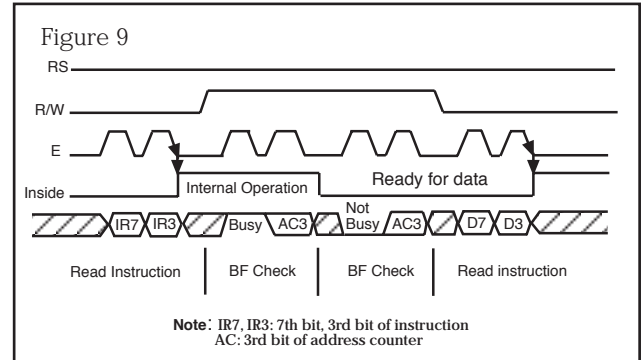 Figure 9
RS
R/W
E
Inside
Internal Operation
Ready for data
IR7 IR3 Busy AC3 Not Busy AC3 D7 D3
Read Instruction BF Check BF Check Read instruction
Note: IR7, IR3: 7th bit, 3rd bit of instruction
AC: 3rd bit of address counter